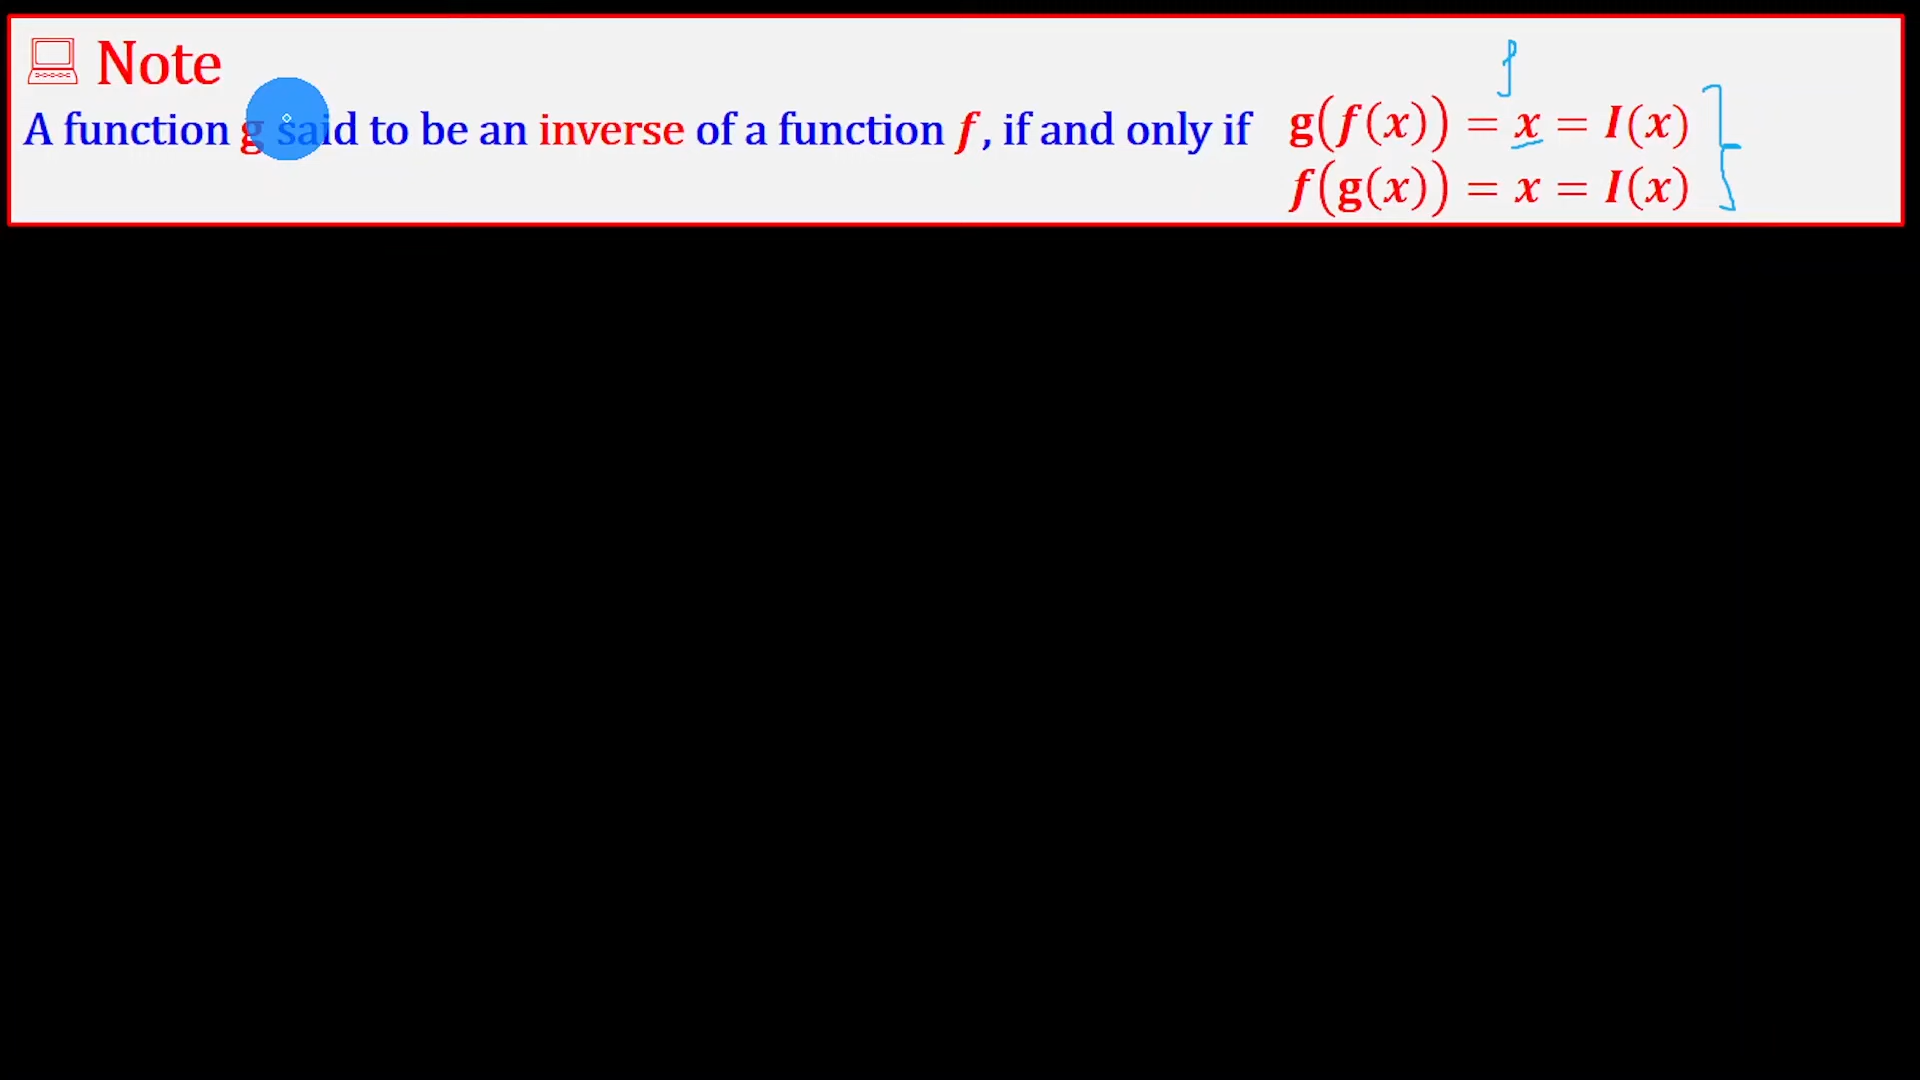 Note
A function g said to be an inverse of a function f, if and only if g(f(x)) = x = I(x)
f(g(x)) = x = I(x)